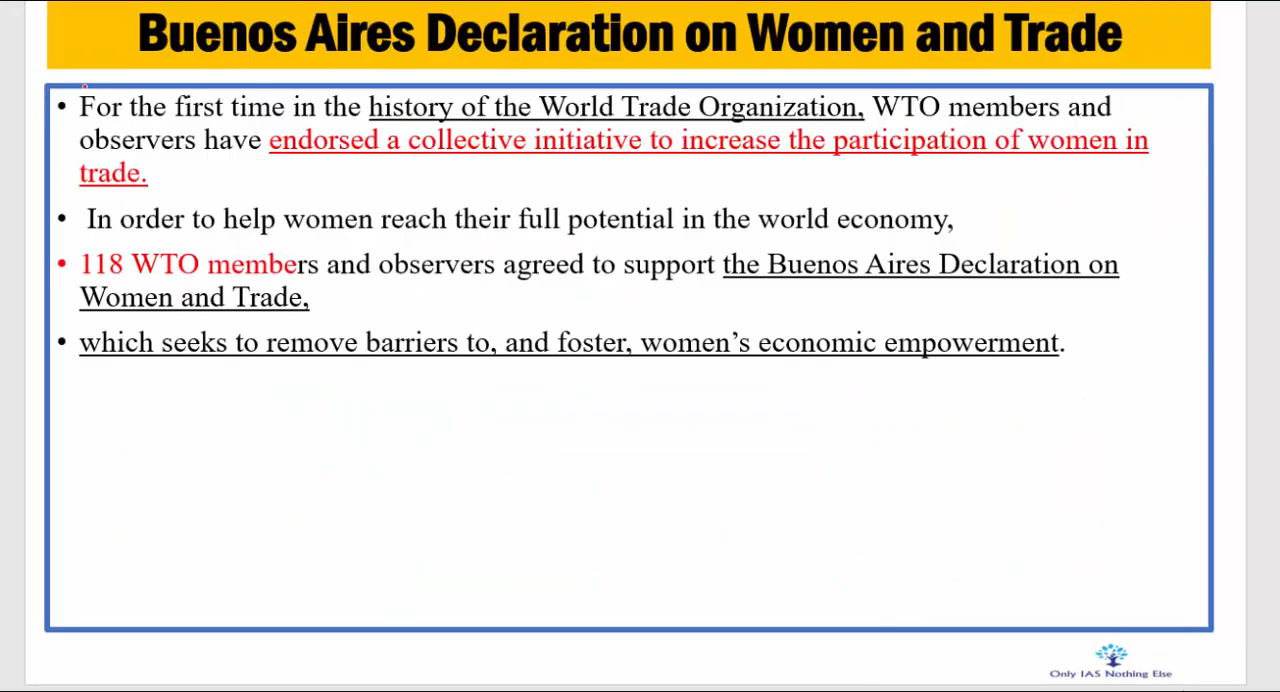 Buenos Aires Declaration on Women and Trade
• For the first time in the history of the World Trade Organization, WTO members and
observers have endorsed a collective initiative to increase the participation of women in
trade.
• In order to help women reach their full potential in the world economy,
• 118 WTO members and observers agreed to support the Buenos Aires Declaration on
Women and Trade,
• which seeks to remove barriers to, and foster, women’s economic empowerment.
Only IAS Nothing Else